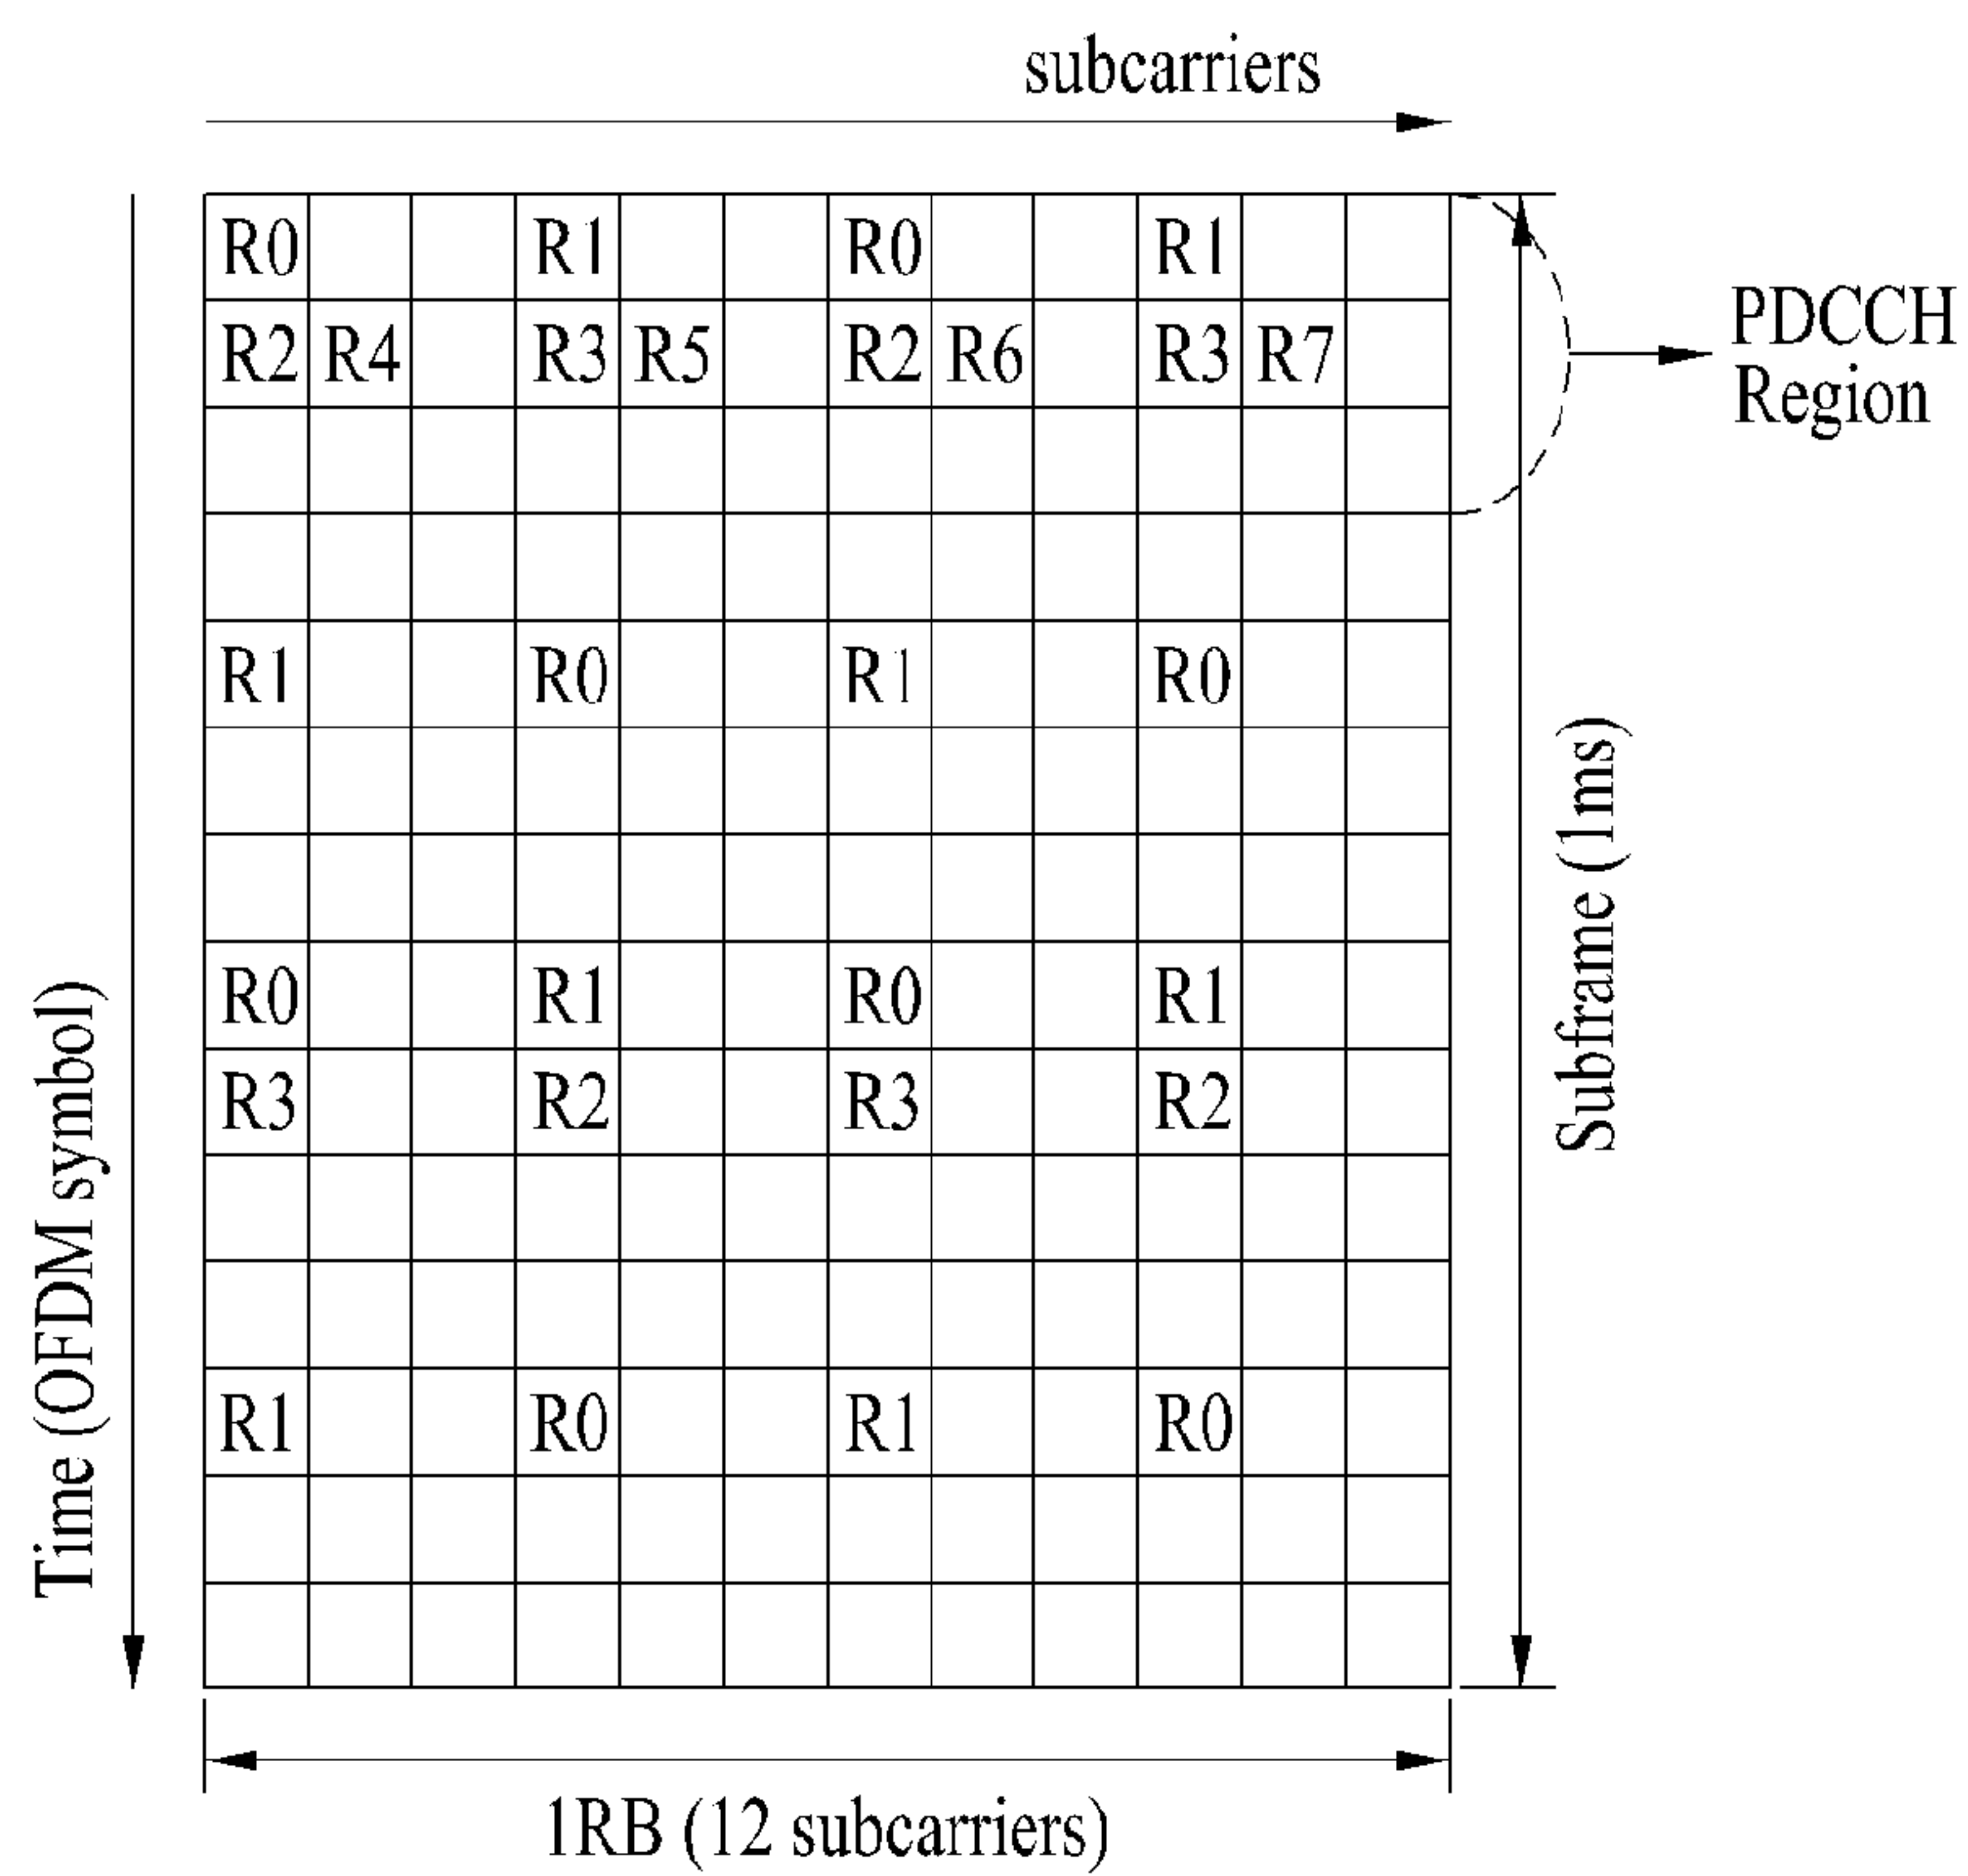 subcarriers
R0 R1 R0 R1
R2 R4 R3 R5 R2 R6 R3 R7
PDCCH
Region
R1 R0 R1 R0
R0 R1 R0 R1
R3 R2 R3 R2
R1 R0 R1 R0
Time (OFDM symbol)
Subframe (1ms)
1RB (12 subcarriers)